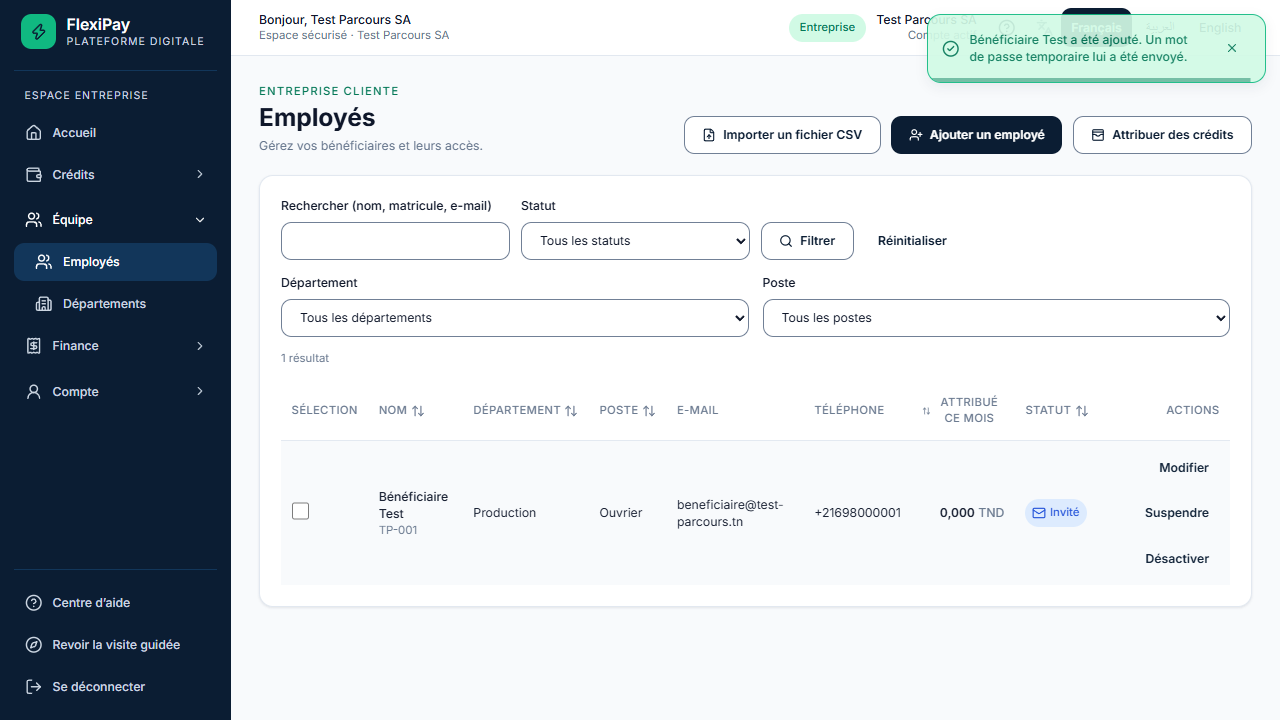 FlexiPay
PLATEFORME DIGITALE
ESPACE ENTREPRISE
Accueil
Crédits
Équipe
Employés
Départements
Finance
Compte
Centre d'aide
Revoir la visite guidée
Se déconnecter
Bonjour, Test Parcours SA
Espace sécurisé · Test Parcours SA
Entreprise
Test Parcours SA
Français
العربية
English
Bénéficiaire Test a été ajouté. Un mot
de passe temporaire lui a été envoyé.
ENTREPRISE CLIENTE
Employés
Gérez vos bénéficiaires et leurs accès.
Importer un fichier CSV
Ajouter un employé
Attribuer des crédits
Rechercher (nom, matricule, e-mail)
Statut
Tous les statuts
Filtrer
Réinitialiser
Département
Poste
Tous les départements
Tous les postes
1 résultat
SÉLECTION
NOM
DÉPARTEMENT
POSTE
E-MAIL
TÉLÉPHONE
ATTRIBUÉ
CE MOIS
STATUT
ACTIONS
Bénéficiaire
Test
TP-001
Production
Ouvrier
beneficiaire@test-
parcours.tn
+21698000001
0,000 TND
Invité
Modifier
Suspendre
Désactiver